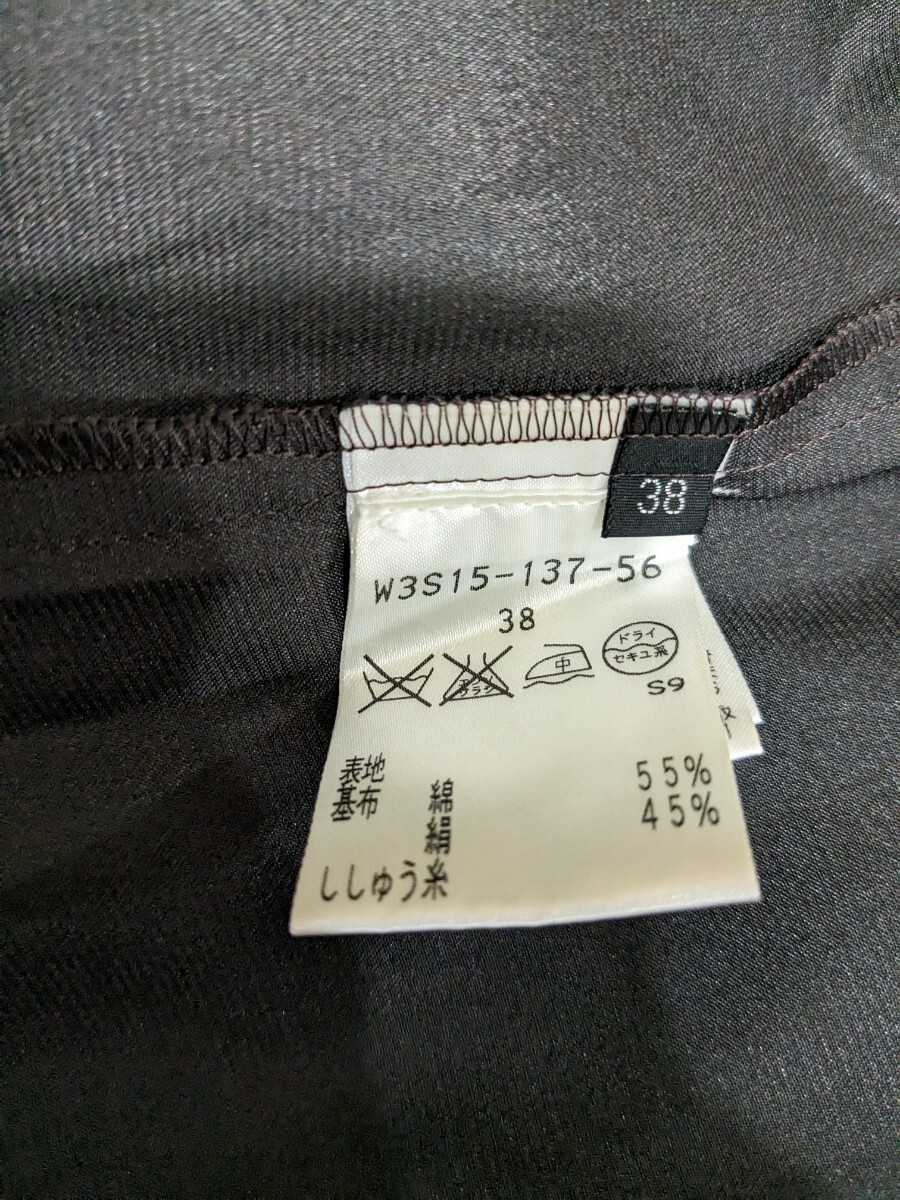 38
W3S15-137-56
38
中
ドライ
セキユ系
S9
表地
基布 綿 55%
絹 45%
ししゅう糸